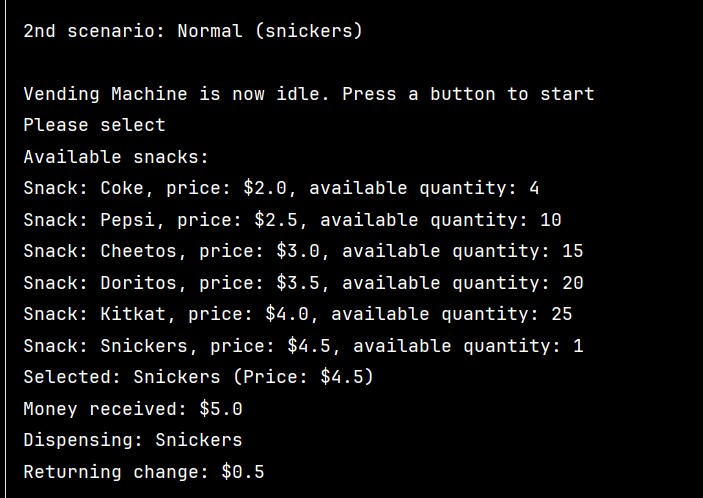 2nd scenario: Normal (snickers)
Vending Machine is now idle. Press a button to start
Please select
Available snacks:
Snack: Coke, price: $2.0, available quantity: 4
Snack: Pepsi, price: $2.5, available quantity: 10
Snack: Cheetos, price: $3.0, available quantity: 15
Snack: Doritos, price: $3.5, available quantity: 20
Snack: Kitkat, price: $4.0, available quantity: 25
Snack: Snickers, price: $4.5, available quantity: 1
Selected: Snickers (Price: $4.5)
Money received: $5.0
Dispensing: Snickers
Returning change: $0.5